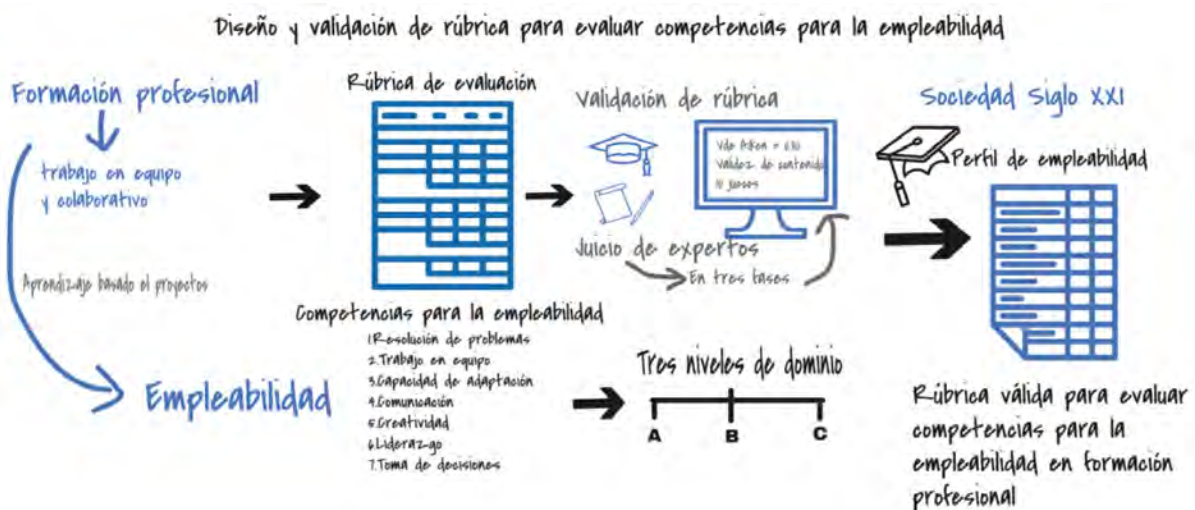 Diseño y validación de rúbrica para evaluar competencias para la empleabilidad
Formación profesional
trabajo en equipo
y colaborativo
Aprendizaje basado el proyectos
Empleabilidad
Rúbrica de evaluación
Competencias para la empleabilidad
1.Resolución de problemas
2.Trabajo en equipo
3.Capacidad de adaptación
4.Comunicación
5.Creatividad
6.Liderazgo
7.Toma de decisiones
Validación de rúbrica
V de Aiken =
Validez de contenido
10 jueces
Juicio de expertos
En tres fases
Tres niveles de dominio
A B C
Sociedad Siglo XXI
Perfil de empleabilidad
Rúbrica válida para evaluar
competencias para la
empleabilidad en formación
profesional